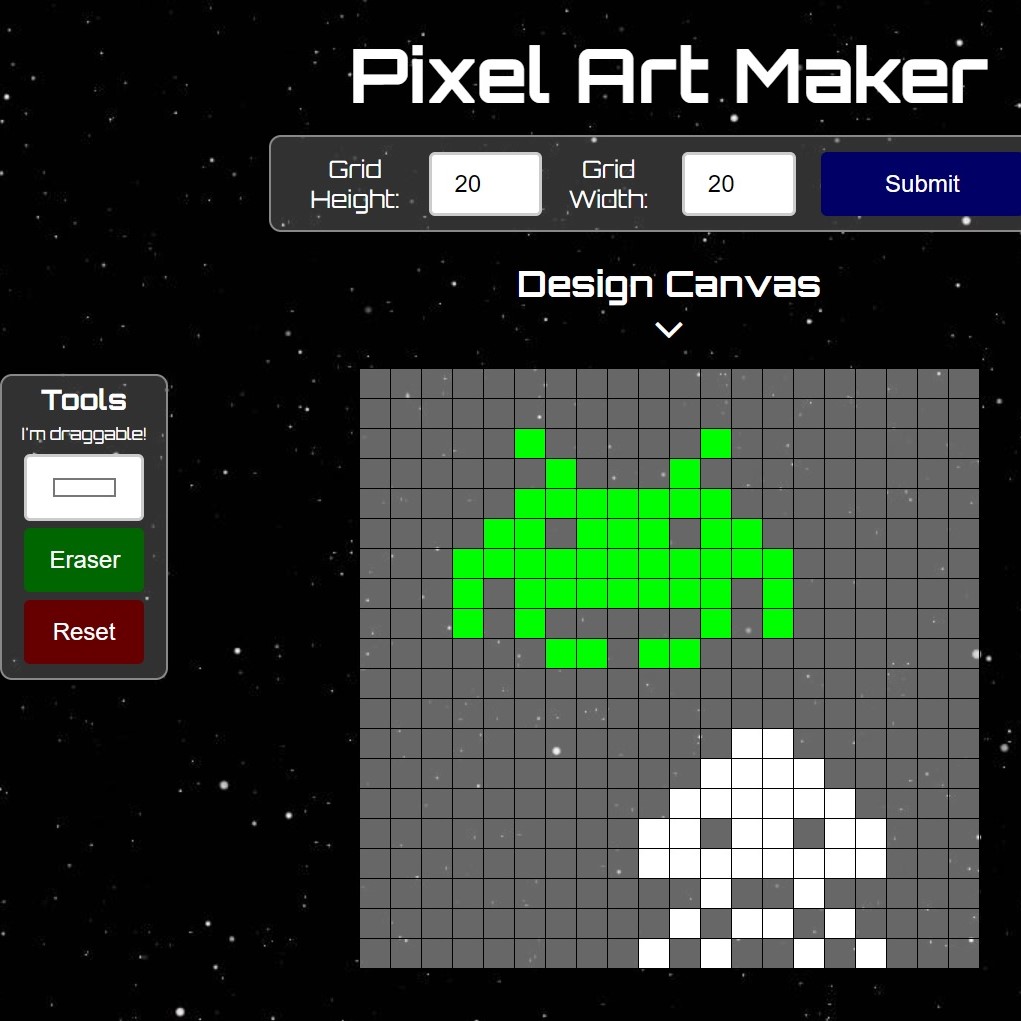 Pixel Art Maker
Grid Height:
20
Grid Width:
20
Submit
Design Canvas
Tools
I'm draggable!
Eraser
Reset